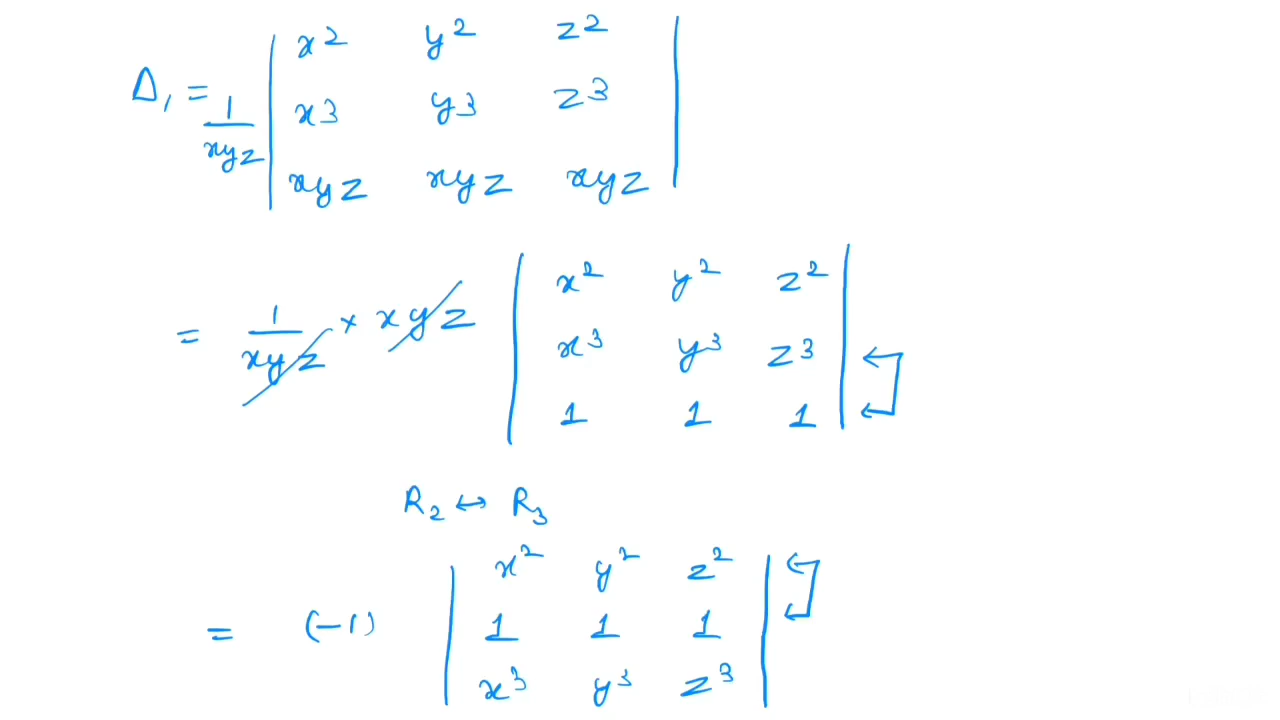 x² y² z²
Δ₁ = 1/xyz x³ y³ z³
xyz xyz xyz
x² y² z²
= 1/xyz × xyz x³ y³ z³
1 1 1
R₂ ↔ R₃
x² y² z²
= (-1) 1 1 1
x³ y³ z³